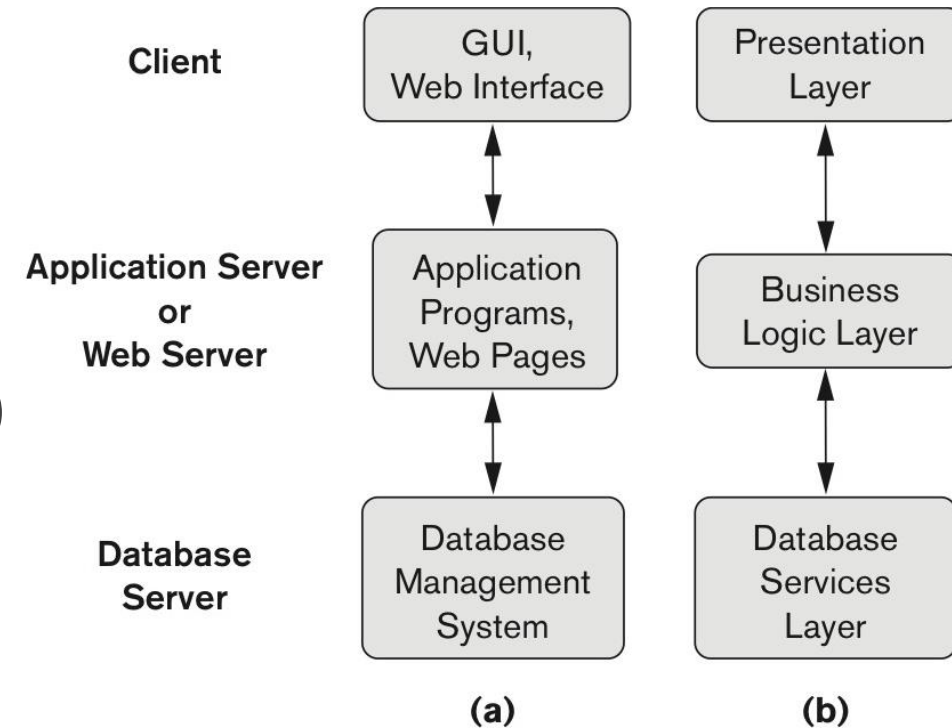 Client
GUI,
Web Interface
Presentation
Layer
Application Server
or
Web Server
Application
Programs,
Web Pages
Business
Logic Layer
Database
Server
Database
Management
System
Database
Services
Layer
(a)
(b)